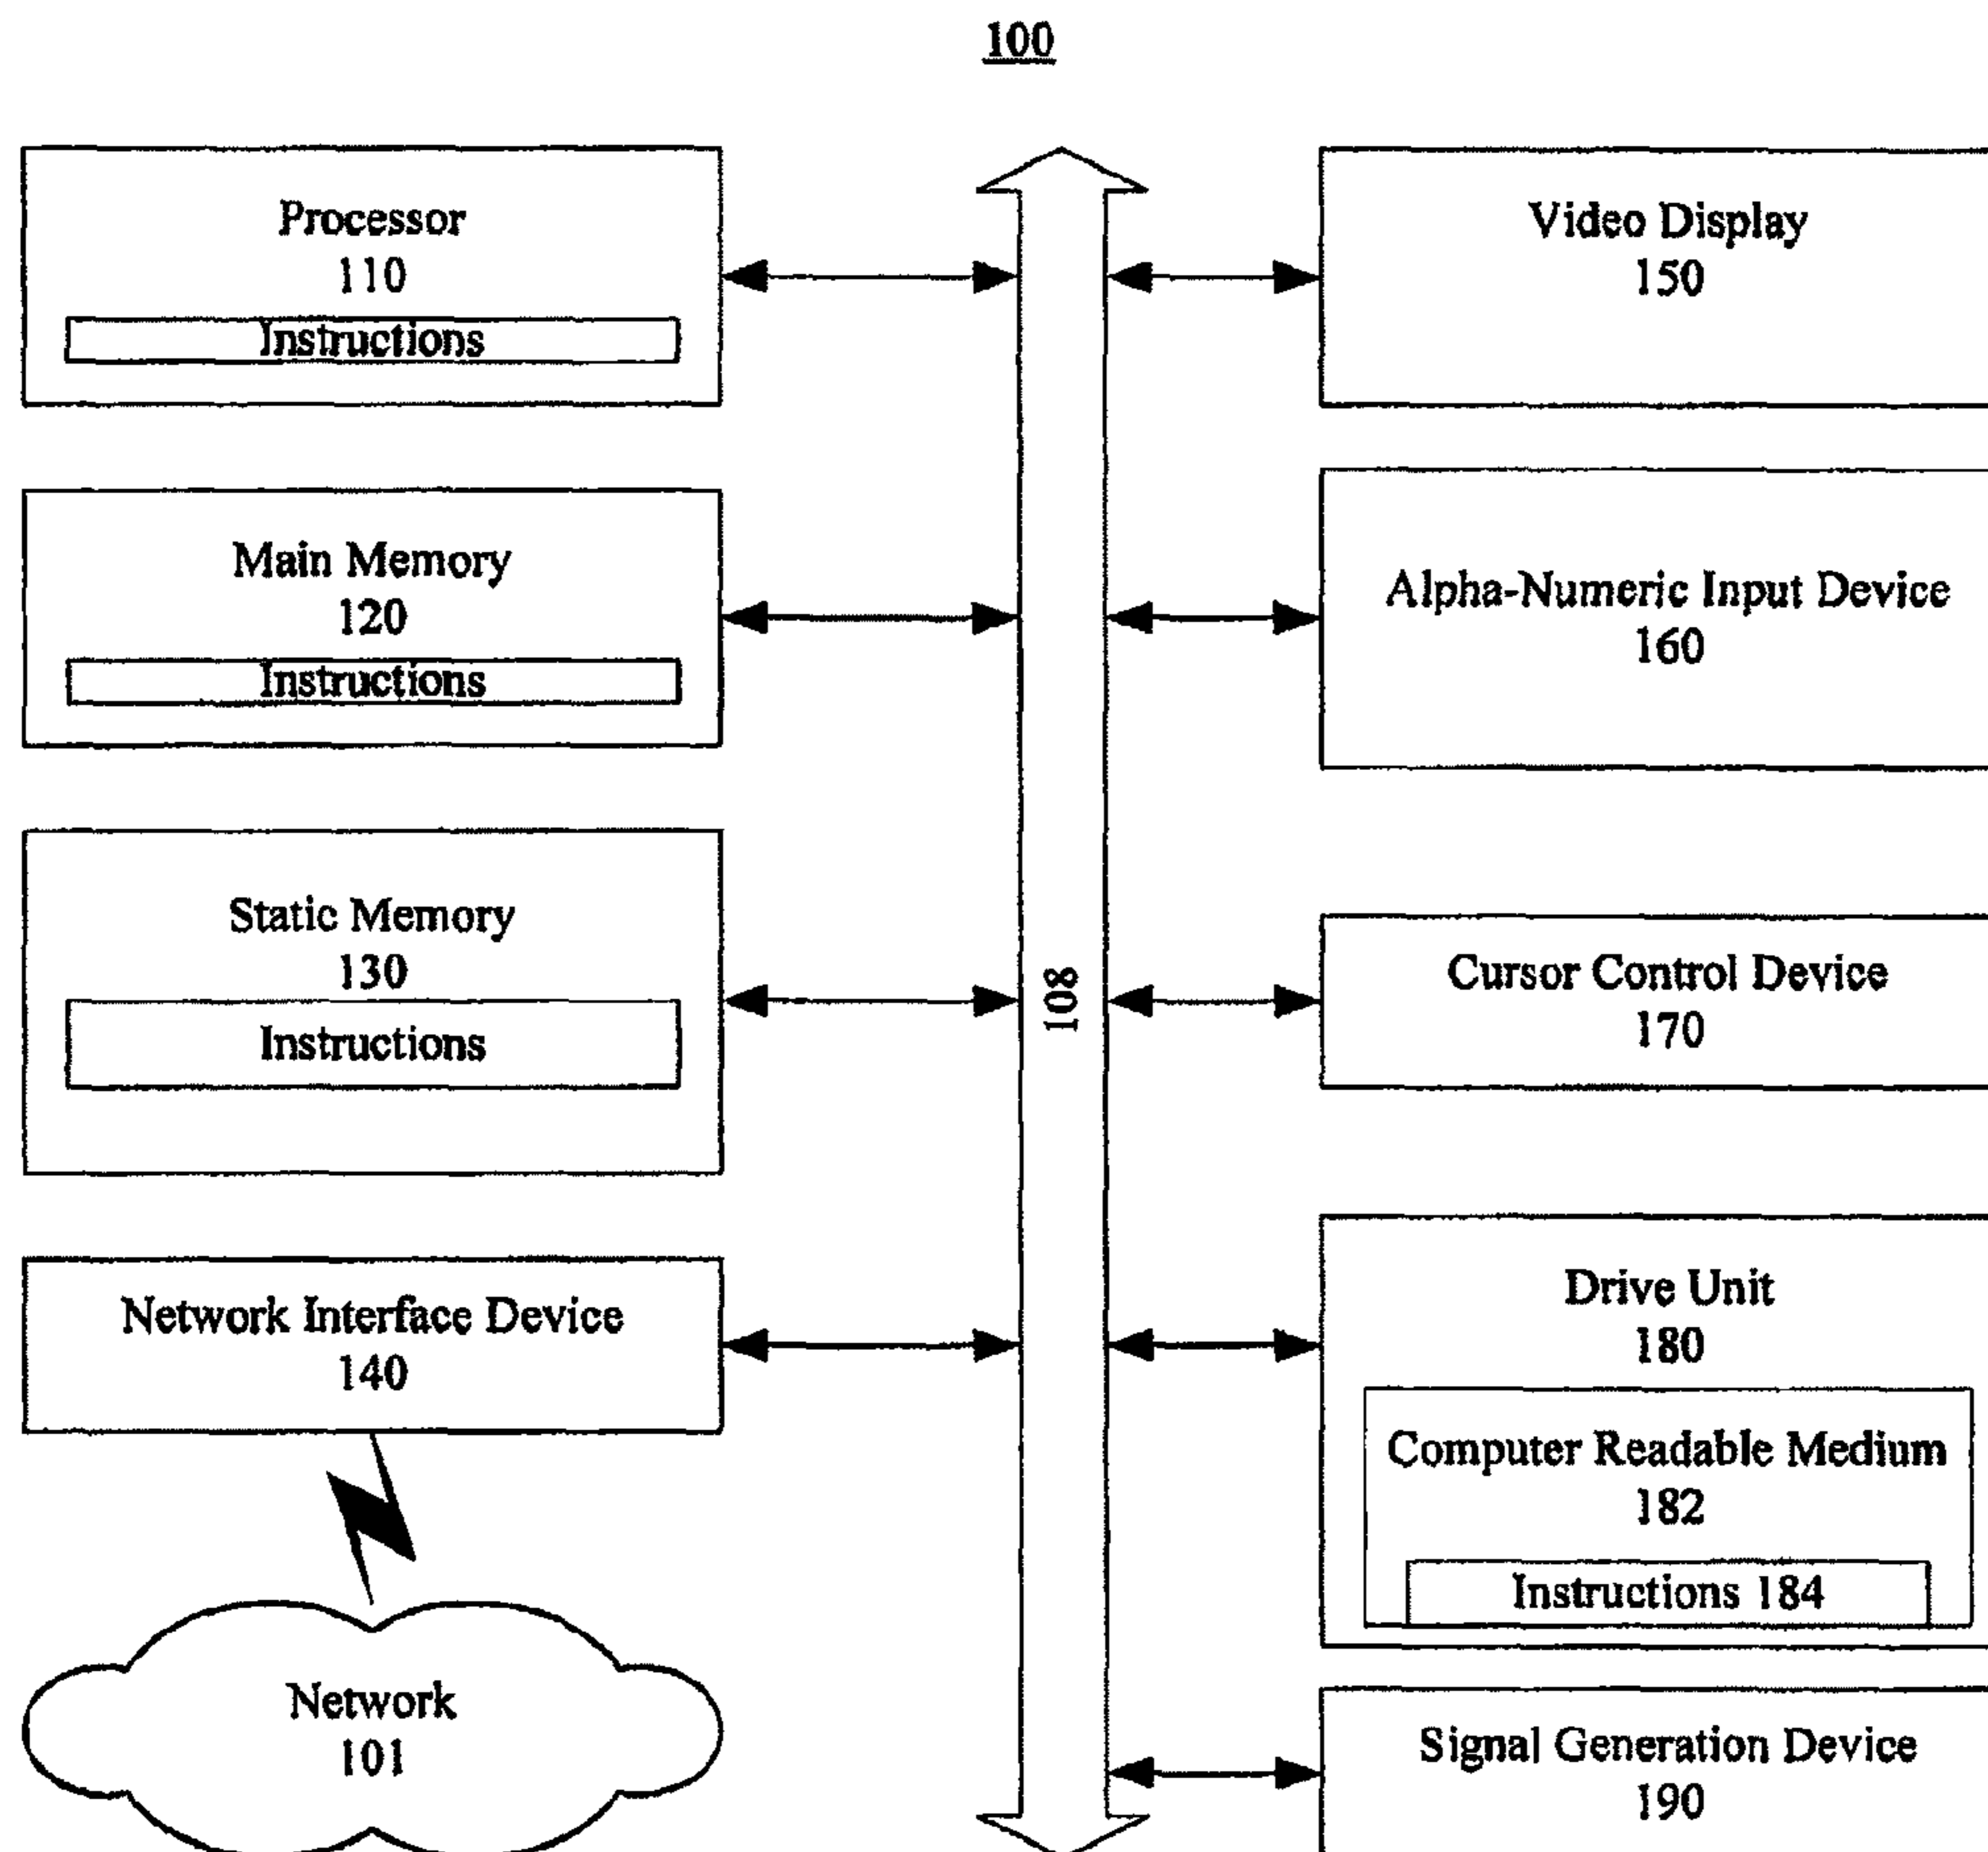 100
Processor
110
Instructions
Main Memory
120
Instructions
Static Memory
130
Instructions
Network Interface Device
140
Network
101
108
Video Display
150
Alpha-Numeric Input Device
160
Cursor Control Device
170
Drive Unit
180
Computer Readable Medium
182
Instructions 184
Signal Generation Device
190